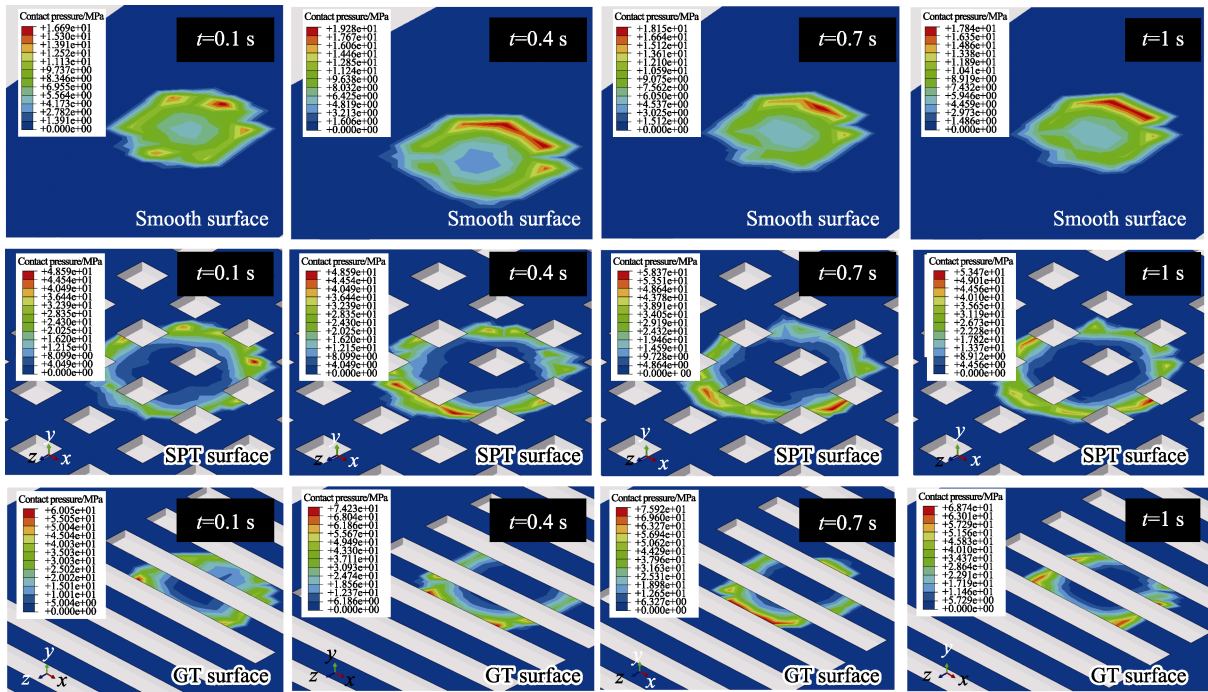 Contact pressure/MPa
+1.669e+01
+1.530e+01
+1.391e+01
+1.252e+01
+1.113e+01
+9.737e+00
+8.346e+00
+6.955e+00
+5.564e+00
+4.173e+00
+2.782e+00
+1.391e+00
+0.000e+00
t=0.1 s
Smooth surface
Contact pressure/MPa
+1.928e+01
+1.767e+01
+1.606e+01
+1.446e+01
+1.285e+01
+1.124e+01
+9.638e+00
+8.032e+00
+6.425e+00
+4.819e+00
+3.213e+00
+1.606e+00
+0.000e+00
t=0.4 s
Smooth surface
Contact pressure/MPa
+1.815e+01
+1.664e+01
+1.512e+01
+1.361e+01
+1.210e+01
+1.059e+01
+9.075e+00
+7.562e+00
+6.050e+00
+4.537e+00
+3.025e+00
+1.512e+00
+0.000e+00
t=0.7 s
Smooth surface
Contact pressure/MPa
+1.784e+01
+1.635e+01
+1.486e+01
+1.338e+01
+1.189e+01
+1.041e+01
+8.919e+00
+7.432e+00
+5.946e+00
+4.459e+00
+2.973e+00
+1.486e+00
+0.000e+00
t=1 s
Smooth surface
Contact pressure/MPa
+4.859e+01
+4.454e+01
+4.049e+01
+3.644e+01
+3.239e+01
+2.835e+01
+2.430e+01
+2.025e+01
+1.620e+01
+1.215e+01
+8.099e+00
+4.049e+00
+0.000e+00
t=0.1 s
y
z x
SPT surface
Contact pressure/MPa
+4.859e+01
+4.454e+01
+4.049e+01
+3.644e+01
+3.239e+01
+2.835e+01
+2.430e+01
+2.025e+01
+1.620e+01
+1.215e+01
+8.099e+00
+4.049e+00
+0.000e+00
t=0.4 s
y
z x
SPT surface
Contact pressure/MPa
+5.837e+01
+5.351e+01
+4.864e+01
+4.378e+01
+3.891e+01
+3.405e+01
+2.919e+01
+2.432e+01
+1.946e+01
+1.459e+01
+9.728e+00
+4.864e+00
+0.000e+ 00
t=0.7 s
y
z x
SPT surface
Contact pressure/MPa
+5.347e+01
+4.901e+01
+4.456e+01
+4.010e+01
+3.565e+01
+3.119e+01
+2.673e+01
+2.228e+01
+1.782e+01
+1.337e+01
+8.912e+00
+4.456e+00
+0.000e+00
t=1 s
y
z x
SPT surface
Contact pressure/MPa
+6.005e+01
+5.505e+01
+5.004e+01
+4.504e+01
+4.003e+01
+3.503e+01
+3.003e+01
+2.502e+01
+2.002e+01
+1.501e+01
+1.001e+01
+5.004e+00
+0.000e+00
t=0.1 s
y
z x
GT surface
Contact pressure/MPa
+7.423e+01
+6.804e+01
+6.186e+01
+5.567e+01
+4.949e+01
+4.330e+01
+3.711e+01
+3.093e+01
+2.474e+01
+1.856e+01
+1.237e+01
+6.186e+00
+0.000e+00
t=0.4 s
y
z x
GT surface
Contact pressure/MPa
+7.592e+01
+6.960e+01
+6.327e+01
+5.694e+01
+5.062e+01
+4.429e+01
+3.796e+01
+3.163e+01
+2.531e+01
+1.898e+01
+1.265e+01
+6.327e+00
+0.000e+00
t=0.7 s
y
z x
GT surface
Contact pressure/MPa
+6.874e+01
+6.301e+01
+5.729e+01
+5.156e+01
+4.583e+01
+4.010e+01
+3.437e+01
+2.864e+01
+2.291e+01
+1.719e+01
+1.146e+01
+5.729e+00
+0.000e+00
t=1 s
y
z x
GT surface